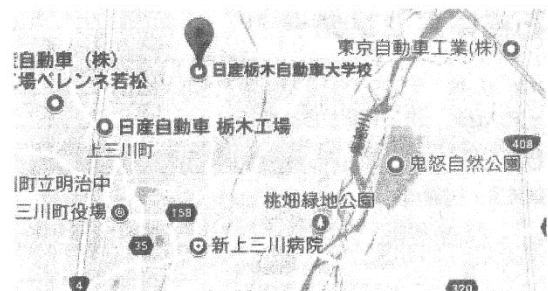 東京自動車工業(株)
自動車（株）
場ペレンネ若松
日産栃木自動車大学校
日産自動車 栃木工場
上三川町
408
鬼怒自然公園
町立明治中
桃畑緑地公園
三川町役場
158
35
新上三川病院
4
320